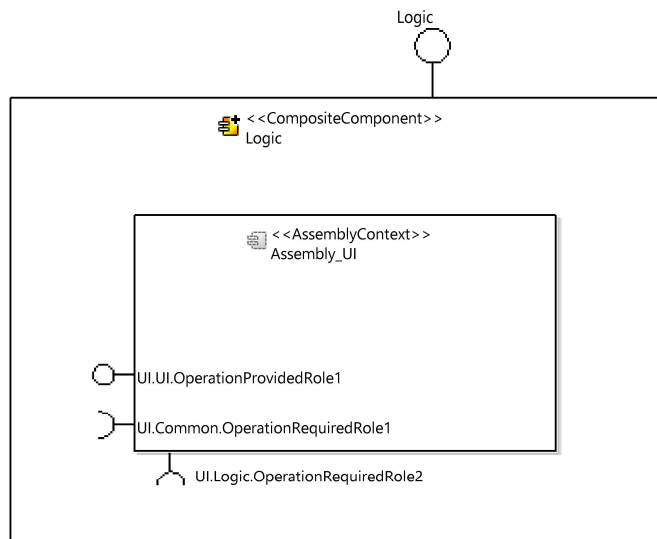 Logic
<<CompositeComponent>>
Logic
<<AssemblyContext>>
Assembly_UI
UI.UI.OperationProvidedRole1
UI.Common.OperationRequiredRole1
UI.Logic.OperationRequiredRole2